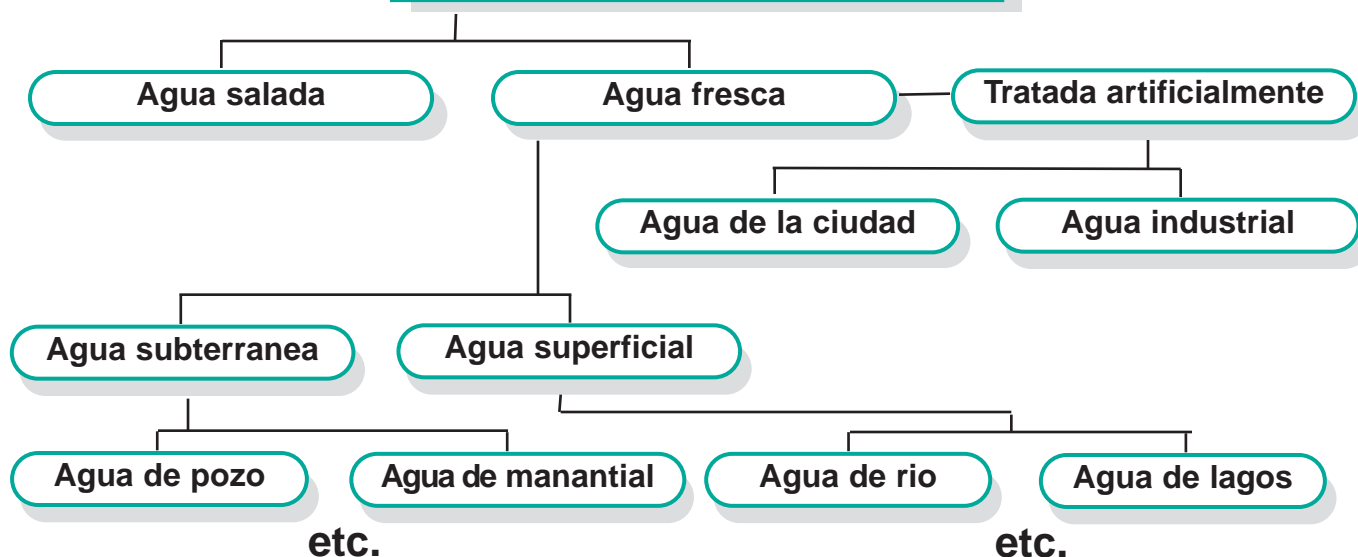 Agua salada
Agua fresca
Tratada artificialmente
Agua de la ciudad
Agua industrial
Agua subterranea
Agua superficial
Agua de pozo
Agua de manantial
Agua de rio
Agua de lagos
etc.
etc.